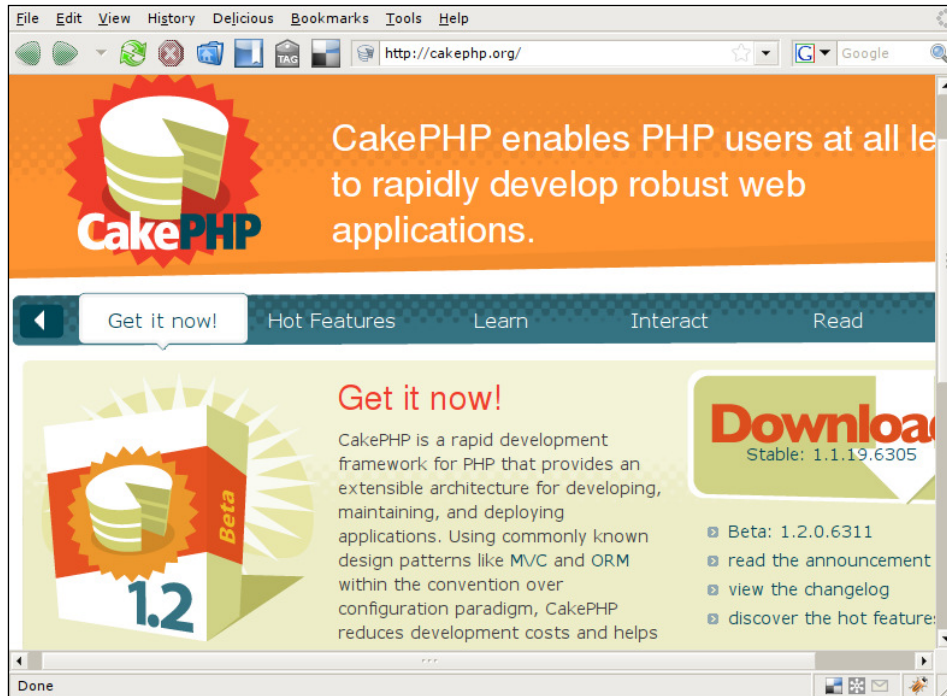 File Edit View History Delicious Bookmarks Tools Help
TAG http://cakephp.org/ G Google
CakePHP enables PHP users at all le
to rapidly develop robust web
applications.
CakePHP
Get it now! Hot Features Learn Interact Read
Get it now!
CakePHP is a rapid development
framework for PHP that provides an
extensible architecture for developing,
maintaining, and deploying
applications. Using commonly known
design patterns like MVC and ORM
within the convention over
configuration paradigm, CakePHP
reduces development costs and helps
Beta
1.2
Download
Stable: 1.1.19.6305
Beta: 1.2.0.6311
read the announcement
view the changelog
discover the hot features
Done